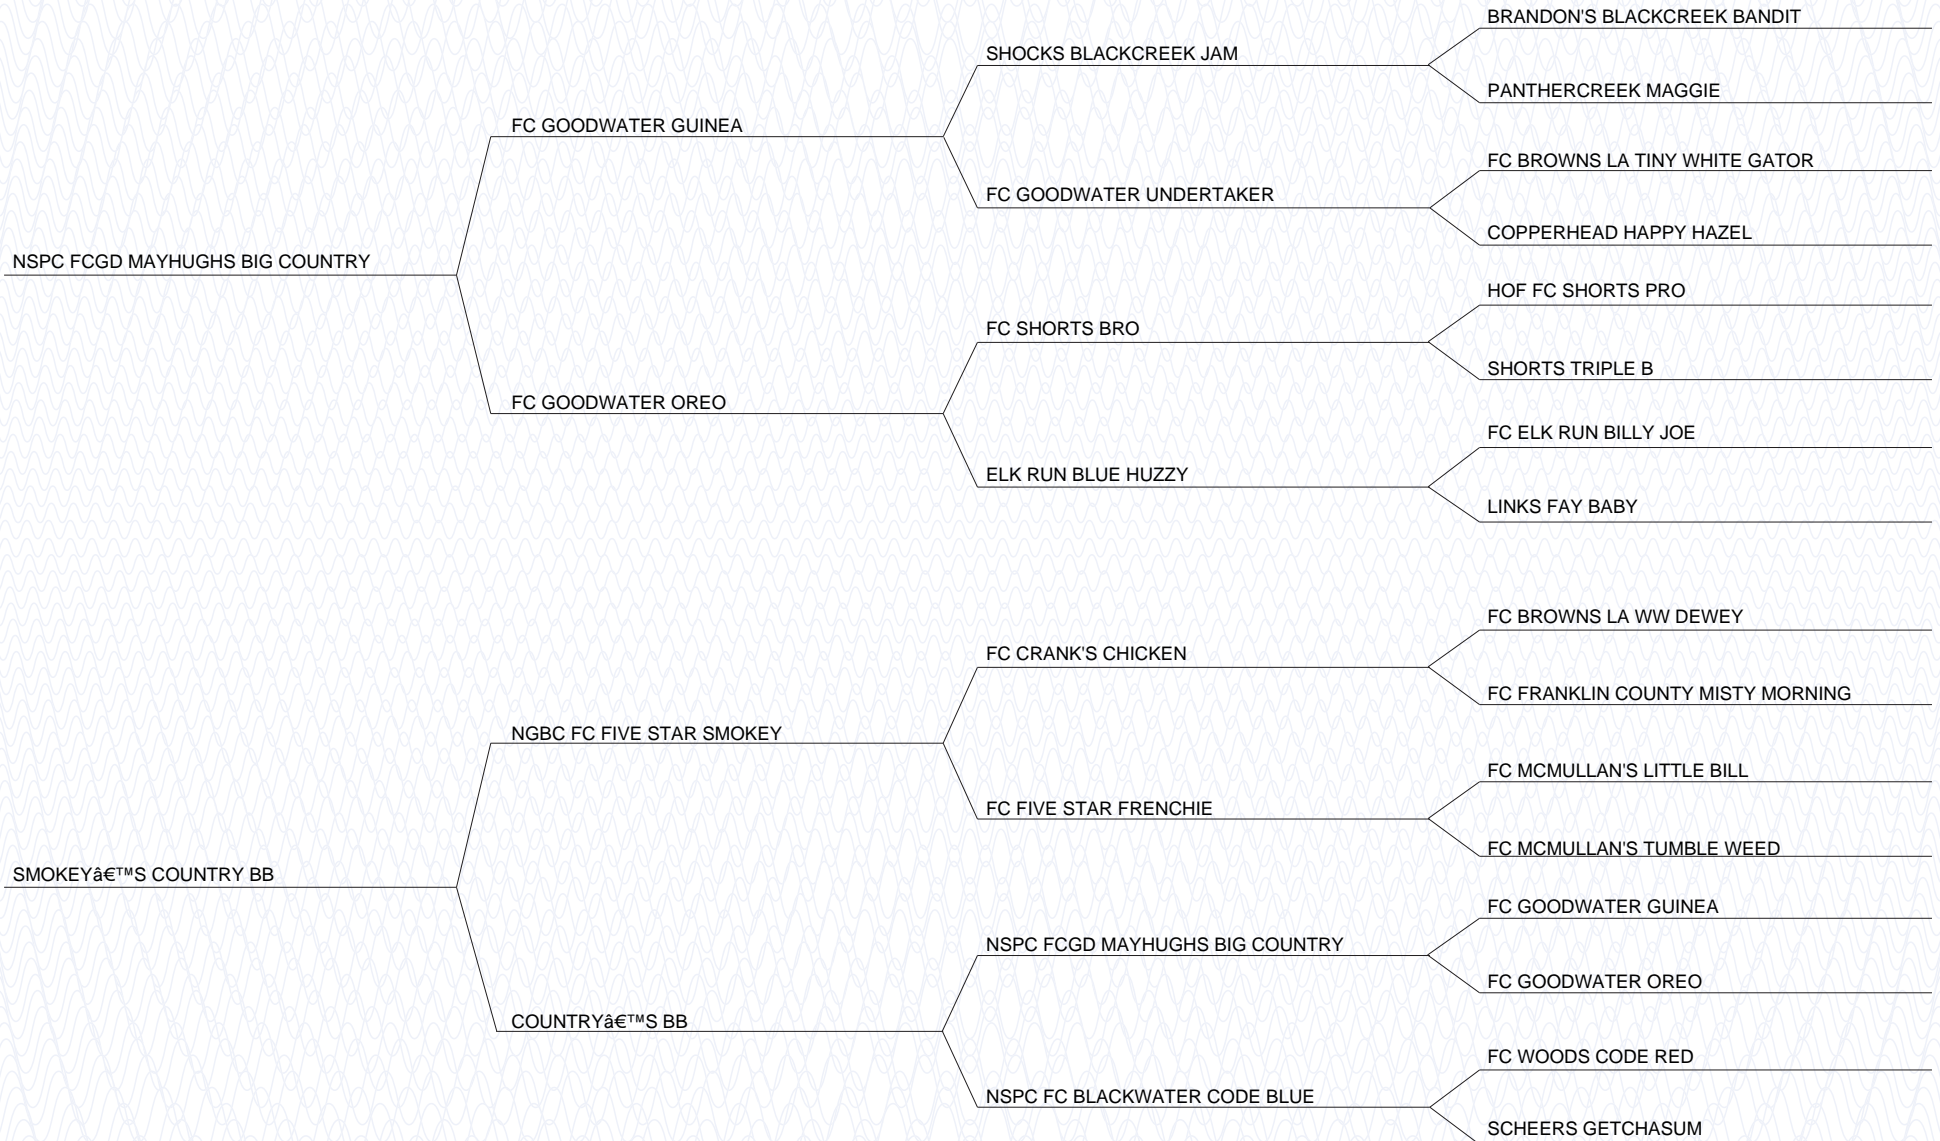 BRANDON'S BLACKCREEK BANDIT
SHOCKS BLACKCREEK JAM
PANTHERCREEK MAGGIE
FC GOODWATER GUINEA
FC BROWNS LA TINY WHITE GATOR
FC GOODWATER UNDERTAKER
COPPERHEAD HAPPY HAZEL
NSPC FCGD MAYHUGHS BIG COUNTRY
HOF FC SHORTS PRO
FC SHORTS BRO
SHORTS TRIPLE B
FC GOODWATER OREO
FC ELK RUN BILLY JOE
ELK RUN BLUE HUZZY
LINKS FAY BABY
FC BROWNS LA WW DEWEY
FC CRANK'S CHICKEN
FC FRANKLIN COUNTY MISTY MORNING
NGBC FC FIVE STAR SMOKEY
FC MCMULLAN'S LITTLE BILL
FC FIVE STAR FRENCHIE
FC MCMULLAN'S TUMBLE WEED
SMOKEYâ€™S COUNTRY BB
FC GOODWATER GUINEA
NSPC FCGD MAYHUGHS BIG COUNTRY
FC GOODWATER OREO
COUNTRYâ€™S BB
FC WOODS CODE RED
NSPC FC BLACKWATER CODE BLUE
SCHEERS GETCHASUM